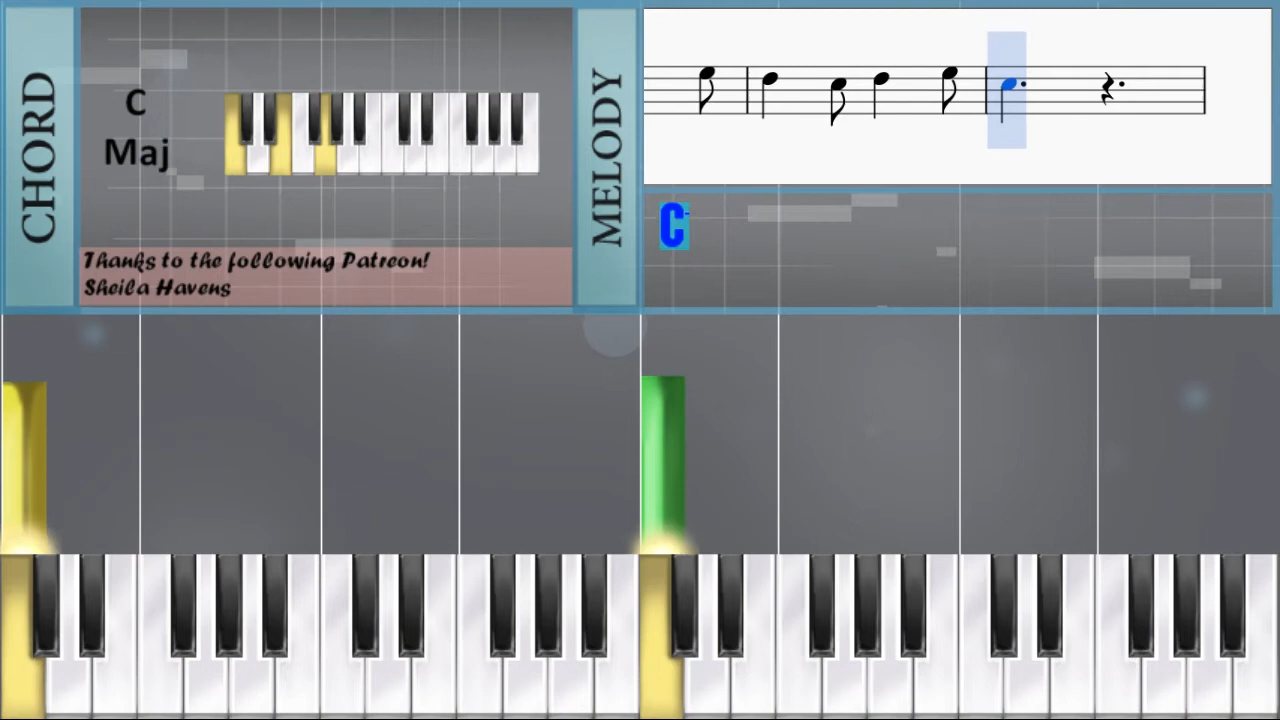 CHORD
C
Maj
Thanks to the following Patreon!
Sheila Havens
MELODY
C